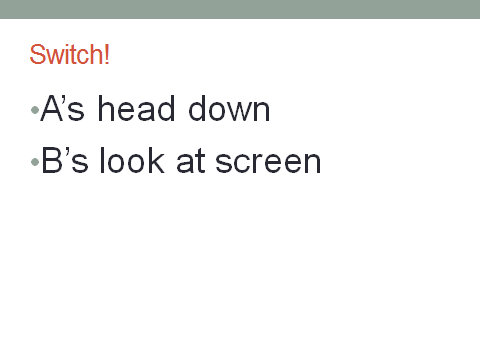 Switch!
•A’s head down
•B’s look at screen